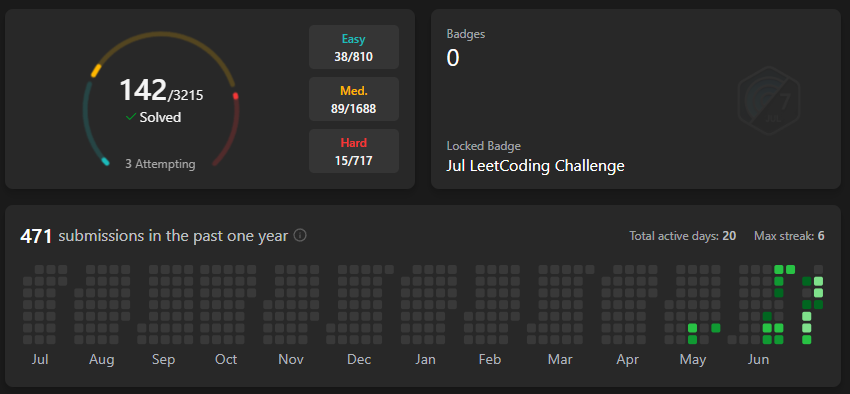 142/3215
Solved
3 Attempting
Easy
38/810
Med.
89/1688
Hard
15/717
Badges
0
Locked Badge
Jul LeetCoding Challenge
471 submissions in the past one year
Total active days: 20 Max streak: 6
Jul Aug Sep Oct Nov Dec Jan Feb Mar Apr May Jun